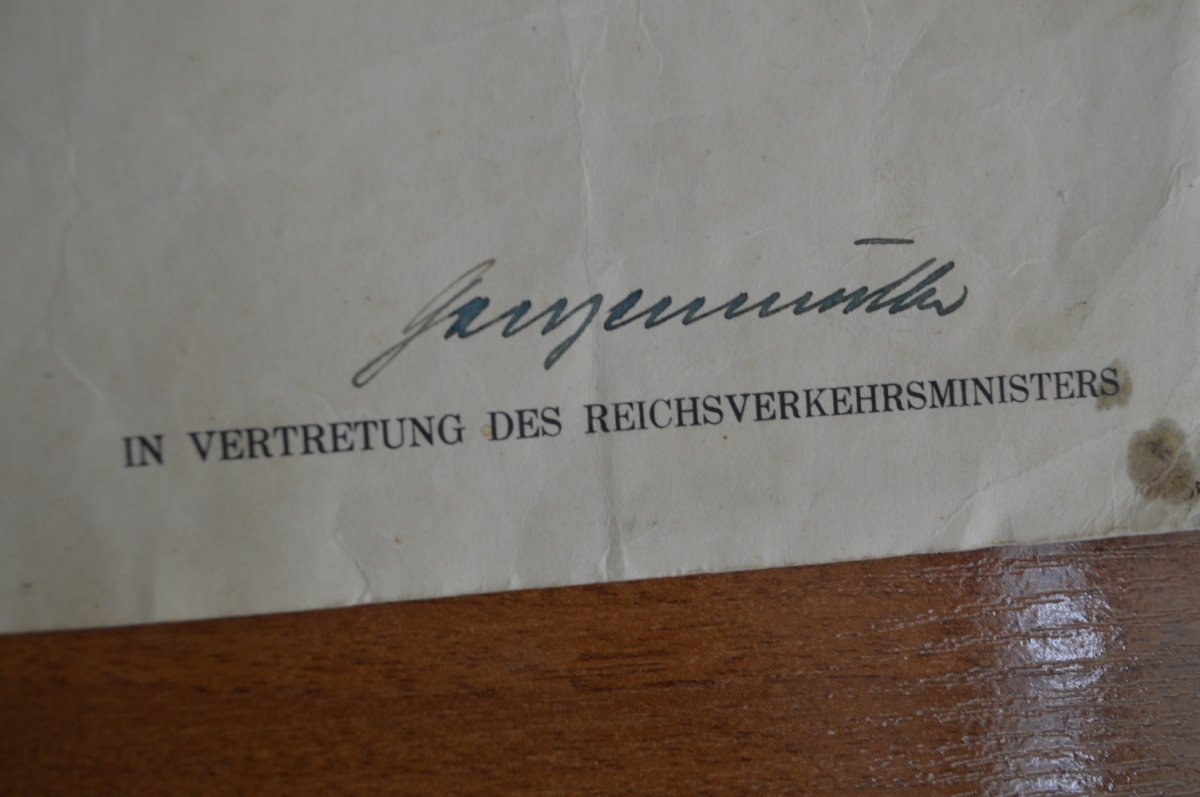 Ganzenmüller
IN VERTRETUNG DES REICHSVERKEHRSMINISTERS